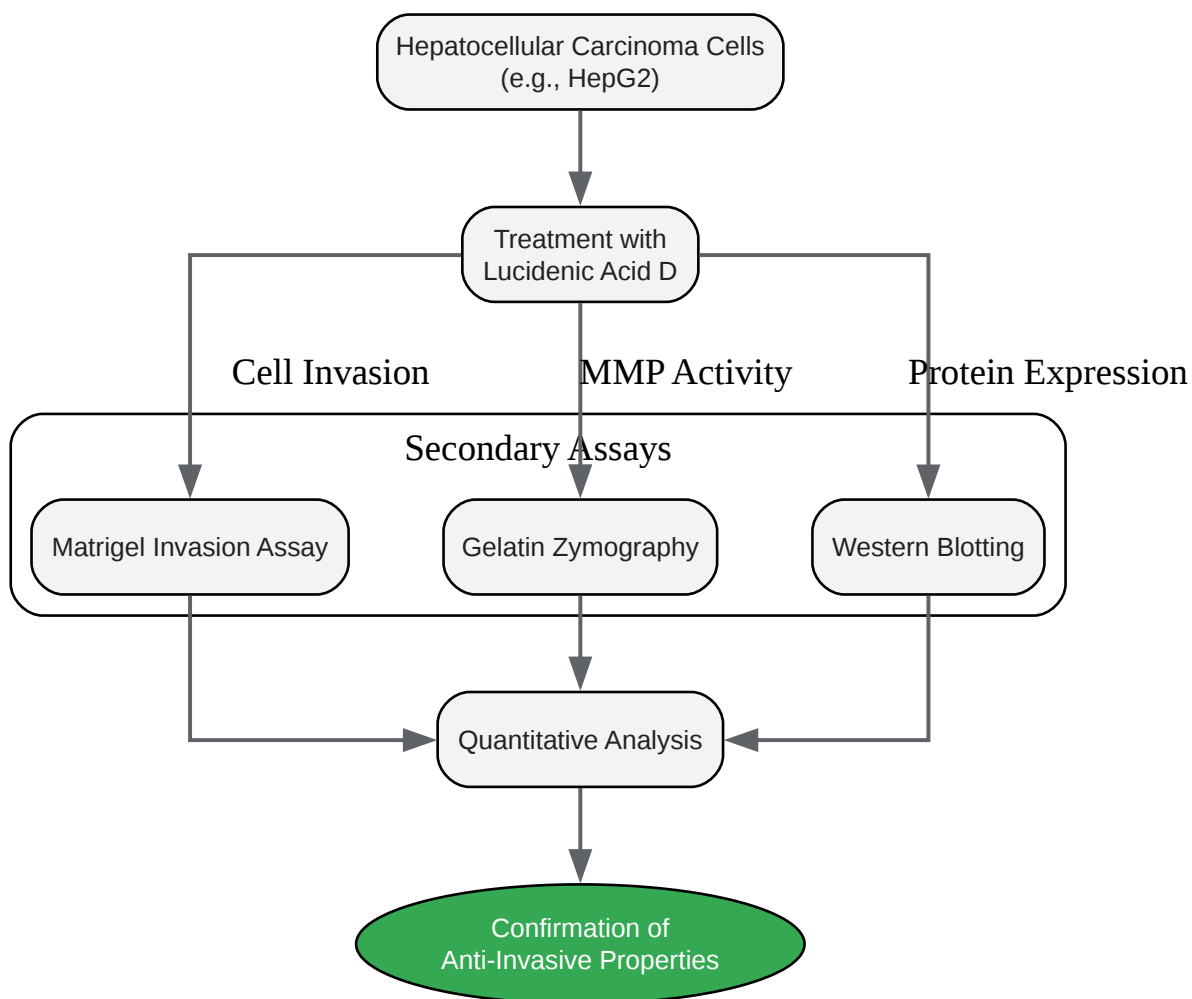 Hepatocellular Carcinoma Cells
(e.g., HepG2)
Treatment with
Lucidenic Acid D
Cell Invasion
MMP Activity
Protein Expression
Secondary Assays
Matrigel Invasion Assay
Gelatin Zymography
Western Blotting
Quantitative Analysis
Confirmation of
Anti-Invasive Properties